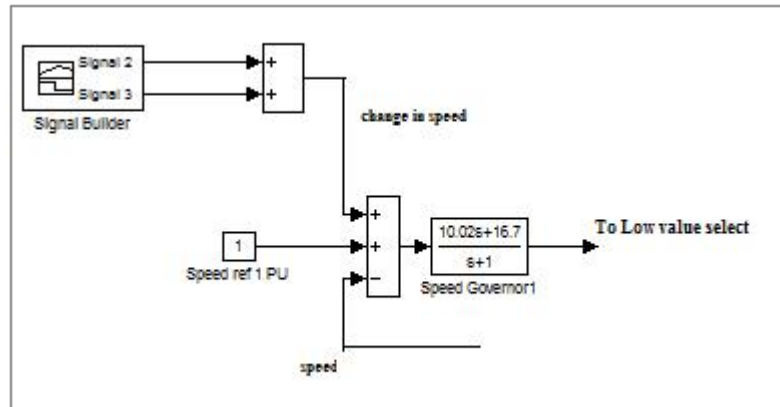 Signal 2
Signal 3
Signal Builder
+
+
change in speed
1
Speed ref 1 PU
+
+
−
10.02s+16.7
s+1
Speed Governor1
To Low value select
speed